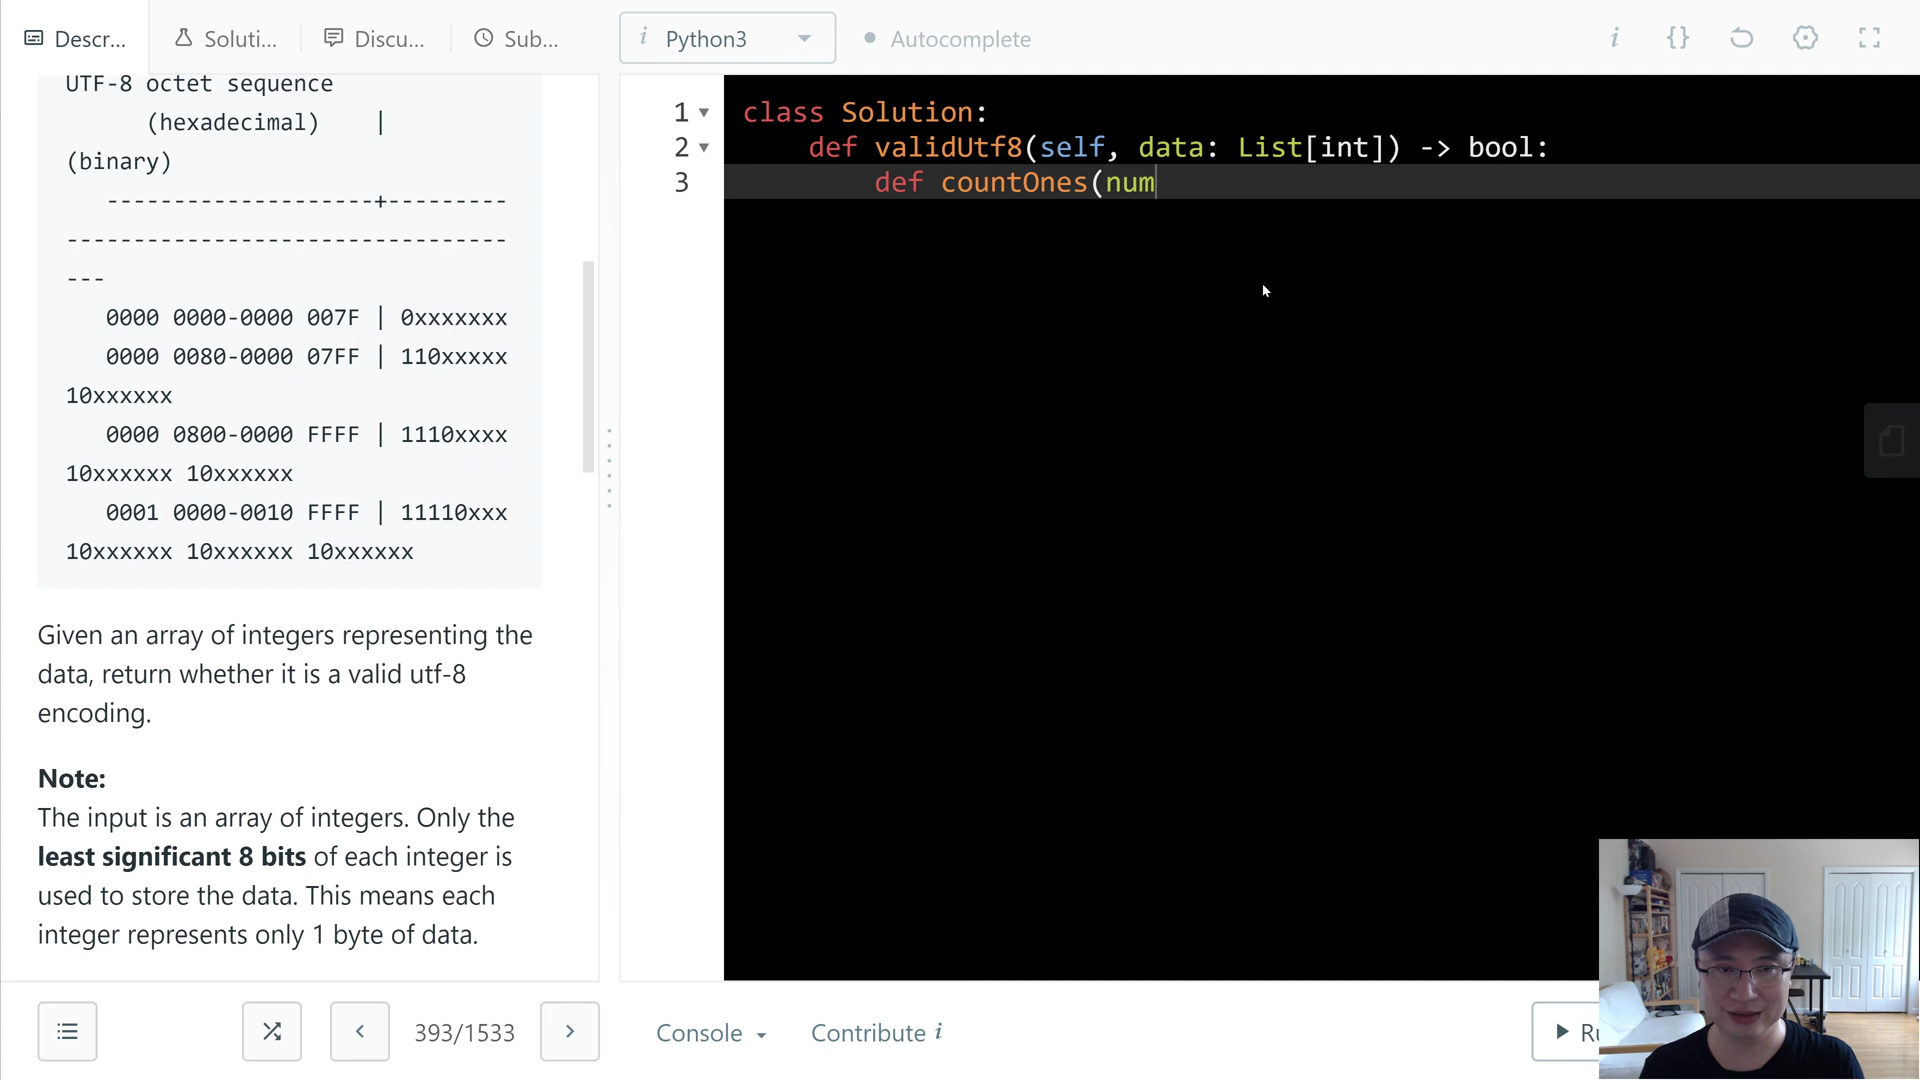 Descr...
Soluti...
Discu...
Sub...
i Python3
Autocomplete
i {}
UTF-8 octet sequence
(hexadecimal) |
(binary)
--------------------+---------
---------------------------------
---
0000 0000-0000 007F | 0xxxxxxx
0000 0080-0000 07FF | 110xxxxx
10xxxxxx
0000 0800-0000 FFFF | 1110xxxx
10xxxxxx 10xxxxxx
0001 0000-0010 FFFF | 11110xxx
10xxxxxx 10xxxxxx 10xxxxxx
Given an array of integers representing the
data, return whether it is a valid utf-8
encoding.
Note:
The input is an array of integers. Only the
least significant 8 bits of each integer is
used to store the data. This means each
integer represents only 1 byte of data.
1 class Solution:
2 def validUtf8(self, data: List[int]) -> bool:
3 def countOnes(num
393/1533
Console
Contribute i
Ru